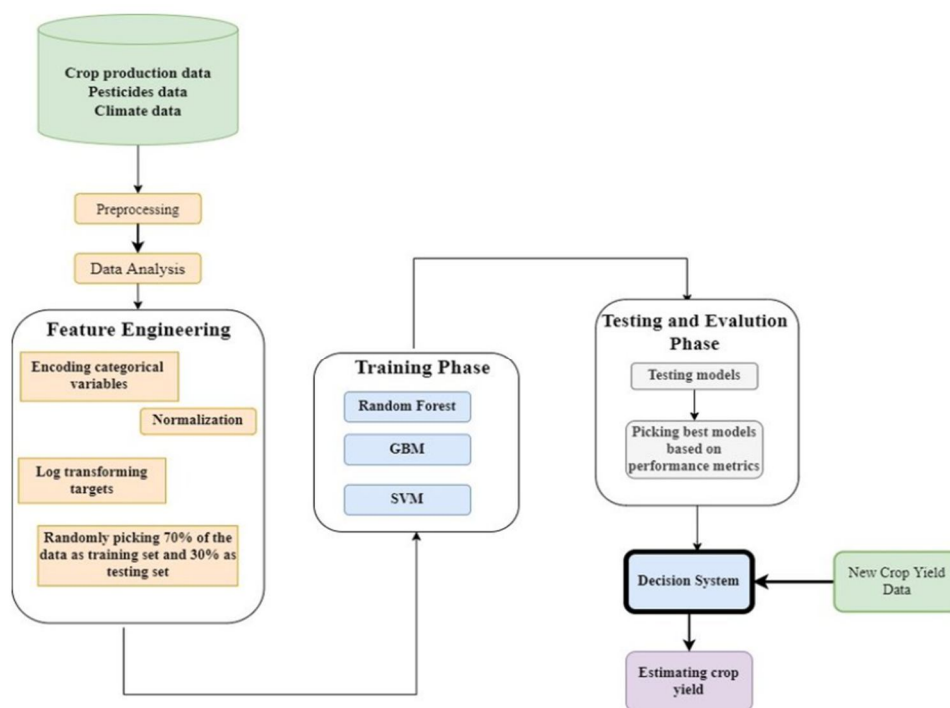 Crop production data
Pesticides data
Climate data
Preprocessing
Data Analysis
Feature Engineering
Encoding categorical
variables
Normalization
Log transforming
targets
Randomly picking 70% of
the data as training set
and 30% as
testing set
Training Phase
Random Forest
GBM
SVM
Testing and Evalution
Phase
Testing models
Picking best models
based on
performance metrics
Decision System
New Crop Yield
Data
Estimating crop
yield